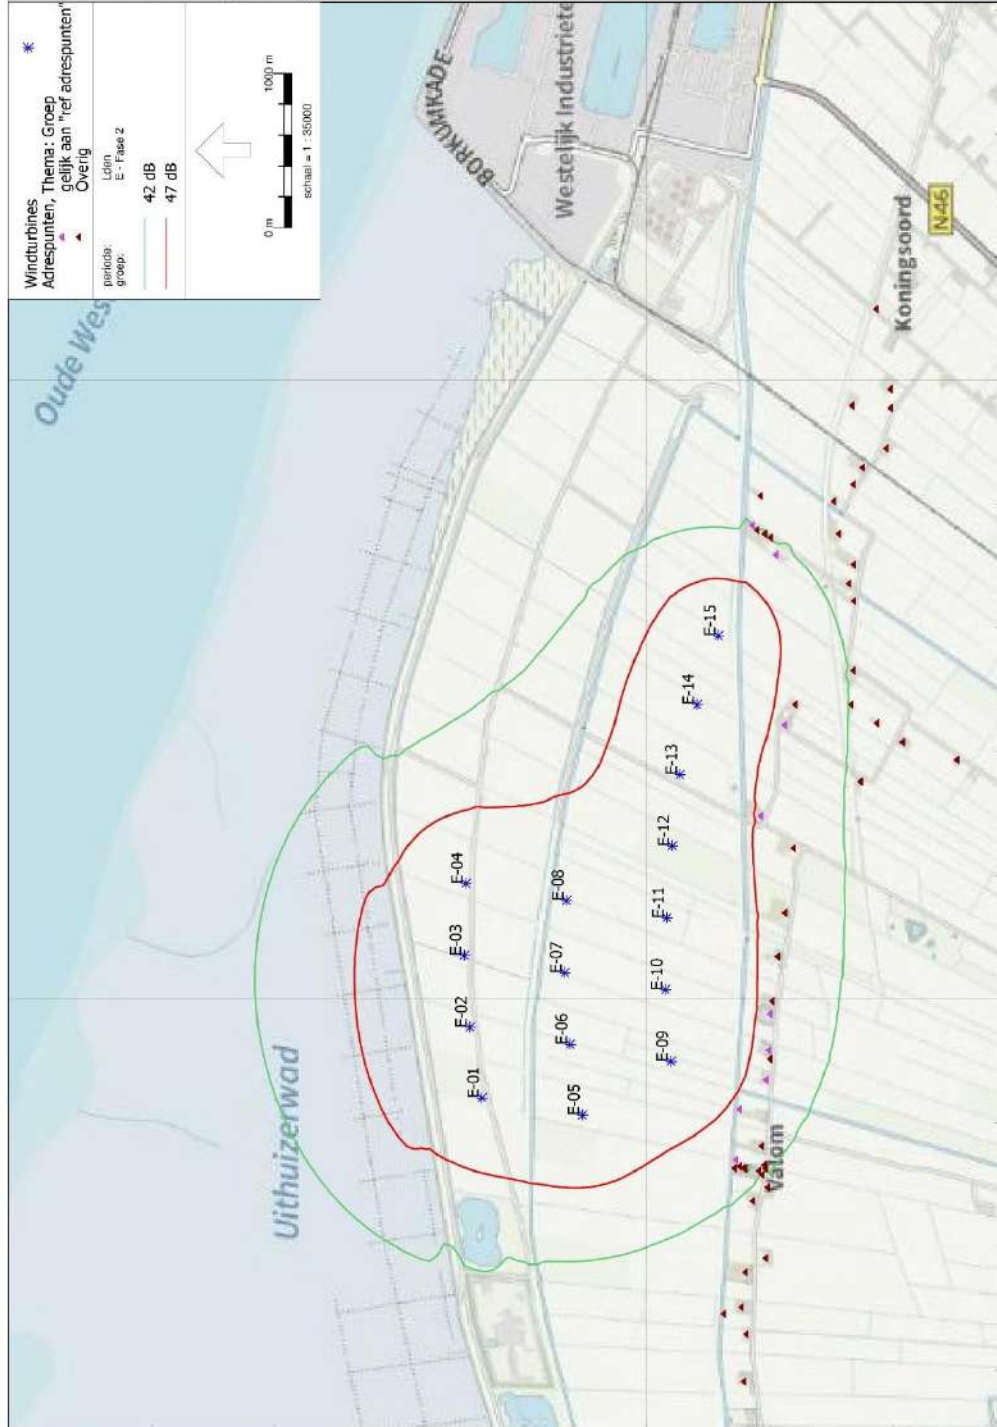 Windturbines
Adrespunten, Thema: Groep
gelijk aan "ref adrespunten"
Overig
periode: Lden
groep: E - Fase 2
42 dB
47 dB
0 m 1000 m
schaal = 1 : 35000
Oude Wes
BORKUMKADE
Westelijk Industriete
Uithuizerwad
Koningsoord
N46
Valom
E-01
E-02
E-03
E-04
E-05
E-06
E-07
E-08
E-09
E-10
E-11
E-12
E-13
E-14
E-15